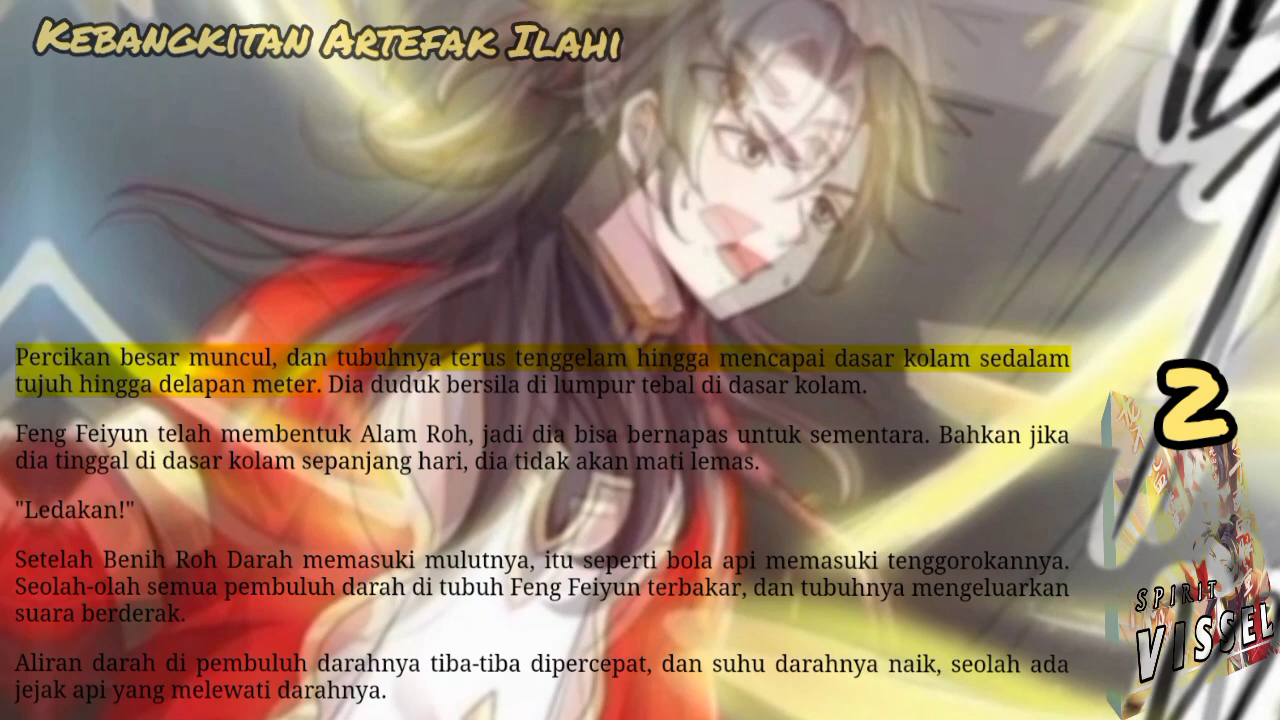 Kebangkitan Artefak Ilahi
Percikan besar muncul, dan tubuhnya terus tenggelam hingga mencapai dasar kolam sedalam
tujuh hingga delapan meter. Dia duduk bersila di lumpur tebal di dasar kolam.
Feng Feiyun telah membentuk Alam Roh, jadi dia bisa bernapas untuk sementara. Bahkan jika
dia tinggal di dasar kolam sepanjang hari, dia tidak akan mati lemas.
"Ledakan!"
Setelah Benih Roh Darah memasuki mulutnya, itu seperti bola api memasuki tenggorokannya.
Seolah-olah semua pembuluh darah di tubuh Feng Feiyun terbakar, dan tubuhnya mengeluarkan
suara berderak.
Aliran darah di pembuluh darahnya tiba-tiba dipercepat, dan suhu darahnya naik, seolah ada
jejak api yang melewati darahnya.
2
SPIRIT
VISSEL